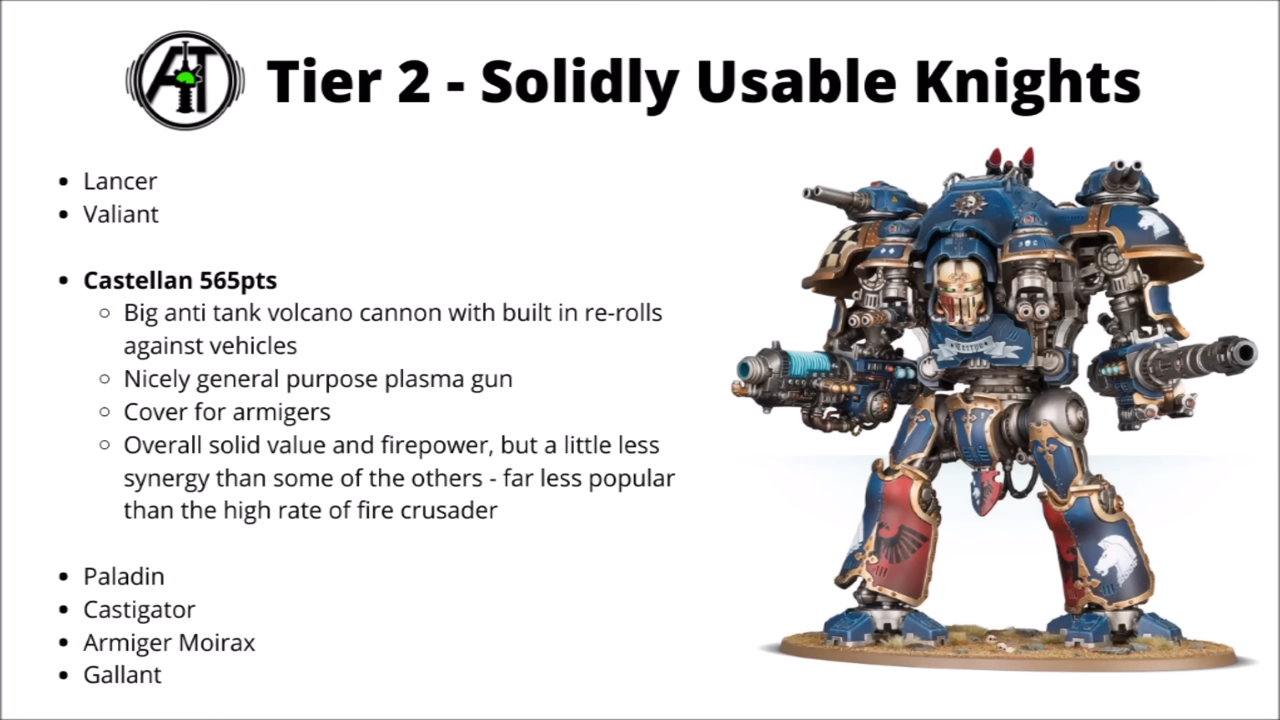 AT
Tier 2 - Solidly Usable Knights
• Lancer
• Valiant
• Castellan 565pts
○ Big anti tank volcano cannon with built in re-rolls
against vehicles
○ Nicely general purpose plasma gun
○ Cover for armigers
○ Overall solid value and firepower, but a little less
synergy than some of the others - far less popular
than the high rate of fire crusader
• Paladin
• Castigator
• Armiger Moirax
• Gallant